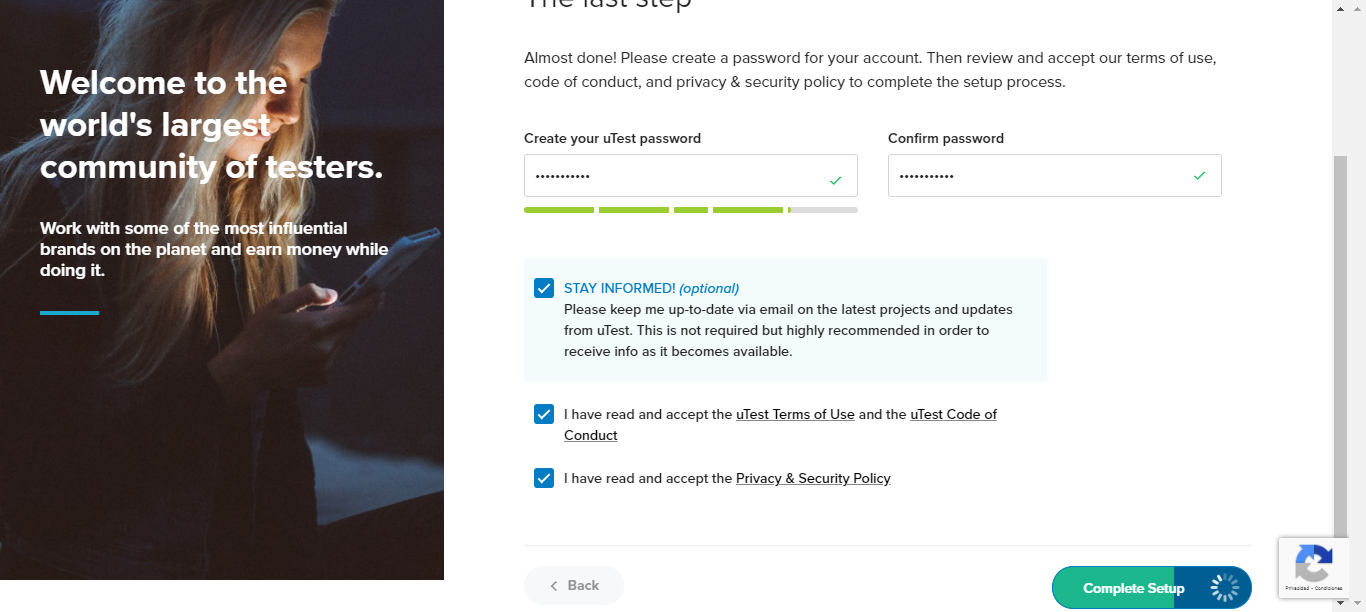 Welcome to the
world's largest
community of testers.
Work with some of the most influential
brands on the planet and earn money while
doing it.
The last step
Almost done! Please create a password for your account. Then review and accept our terms of use,
code of conduct, and privacy & security policy to complete the setup process.
Create your uTest password
Confirm password
•••••••••••
•••••••••••
STAY INFORMED! (optional)
Please keep me up-to-date via email on the latest projects and updates
from uTest. This is not required but highly recommended in order to
receive info as it becomes available.
I have read and accept the uTest Terms of Use and the uTest Code of
Conduct
I have read and accept the Privacy & Security Policy
Back
Complete Setup
Privacidad - Condiciones